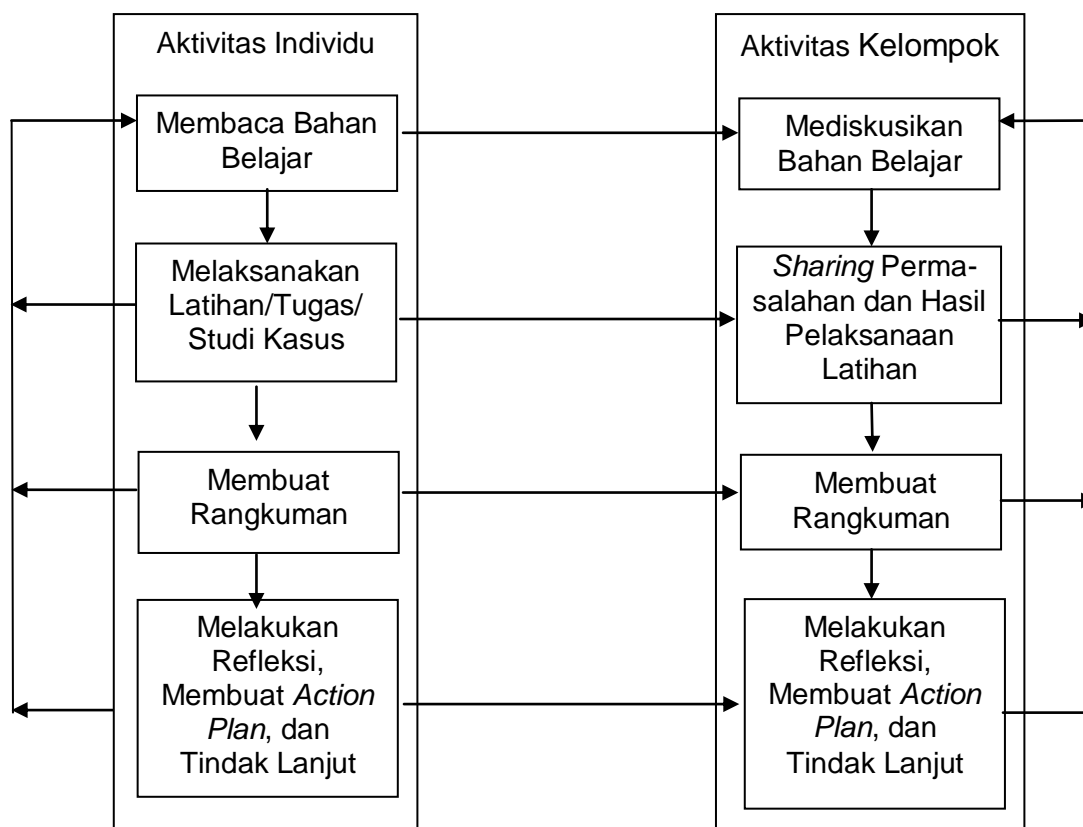 Aktivitas Individu
Membaca Bahan
Belajar
Melaksanakan
Latihan/Tugas/
Studi Kasus
Membuat
Rangkuman
Melakukan
Refleksi,
Membuat Action
Plan, dan
Tindak Lanjut
Aktivitas Kelompok
Mediskusikan
Bahan Belajar
Sharing Perma-
salahan dan Hasil
Pelaksanaan
Latihan
Membuat
Rangkuman
Melakukan
Refleksi,
Membuat Action
Plan, dan
Tindak Lanjut